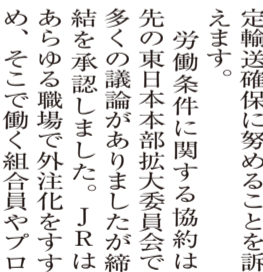 定輸送確保に努めることを訴
えます。
　労働条件に関する協約は
先の東日本本部拡大委員会で
多くの議論がありましたが締
結を承認しました。ＪＲは
あらゆる職場で外注化をすす
め、そこで働く組合員やプロ